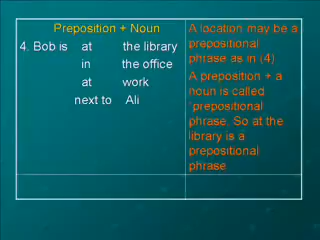 Preposition + Noun
4. Bob is at the library
in the office
at work
next to Ali
A location may be a
prepositional
phrase as in (4)
A preposition + a
noun is called
‘prepositional
phrase. So at the
library is a
prepositional
phrase